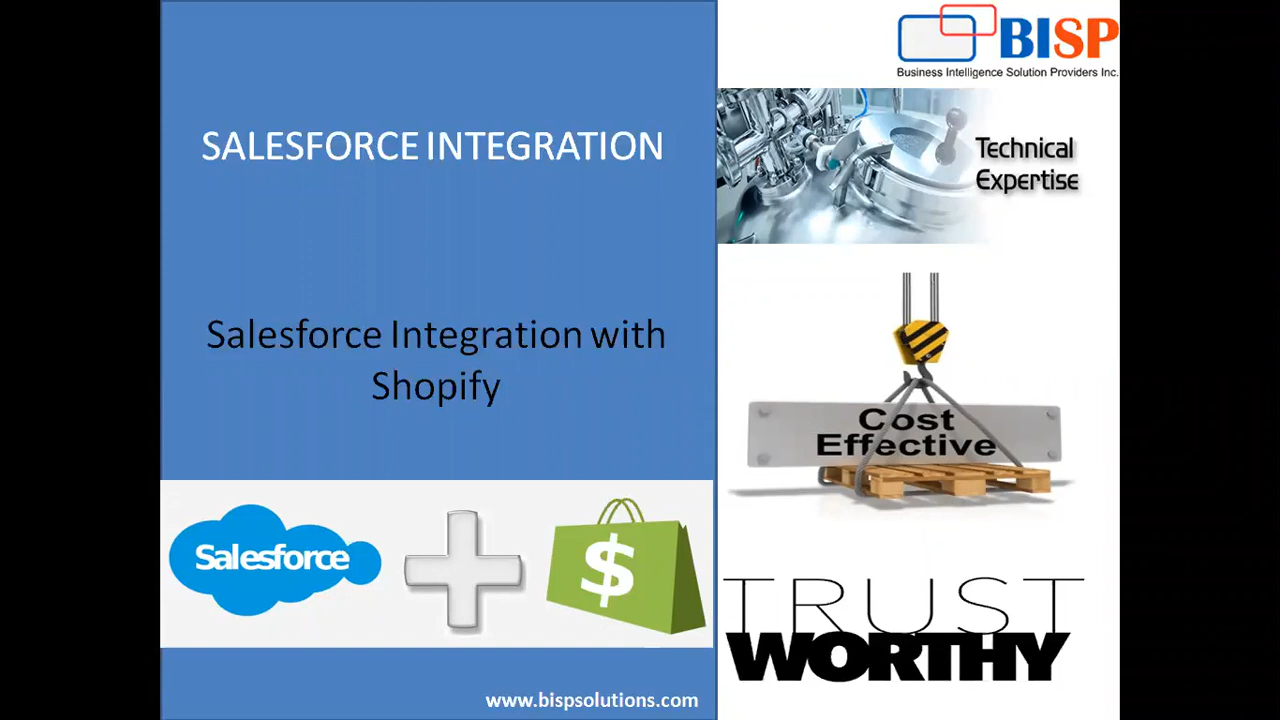 SALESFORCE INTEGRATION
Salesforce Integration with
Shopify
Salesforce
$
www.bispsolutions.com
BISP
Business Intelligence Solution Providers Inc.
Technical
Expertise
Cost
Effective
TRUST
WORTHY